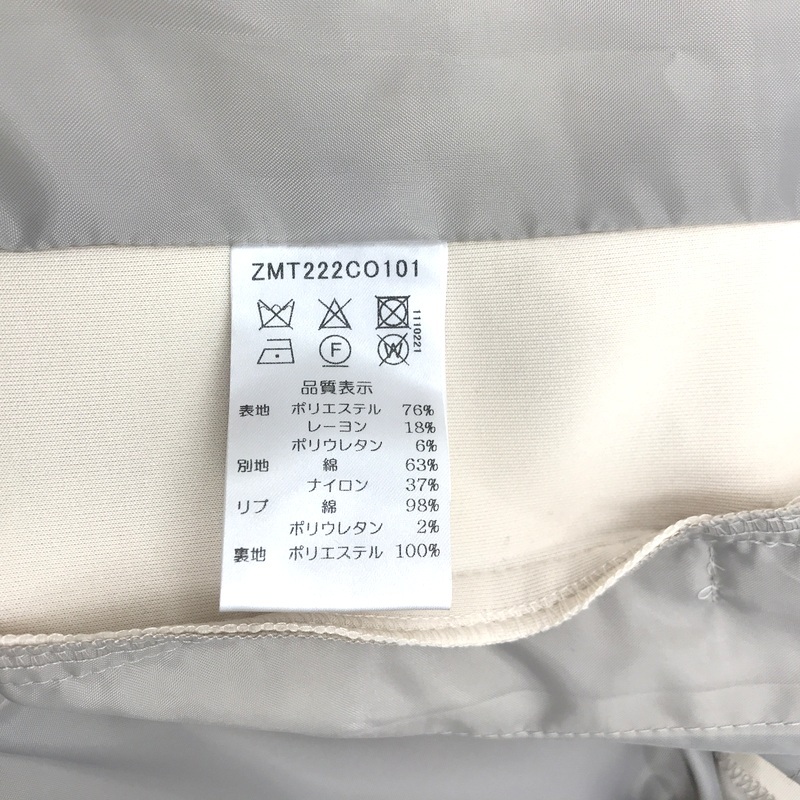 ZMT222CO101
1110221
F
W
品質表示
表地 ポリエステル 76%
レーヨン 18%
ポリウレタン 6%
別地 綿 63%
ナイロン 37%
リブ 綿 98%
ポリウレタン 2%
裏地 ポリエステル 100%